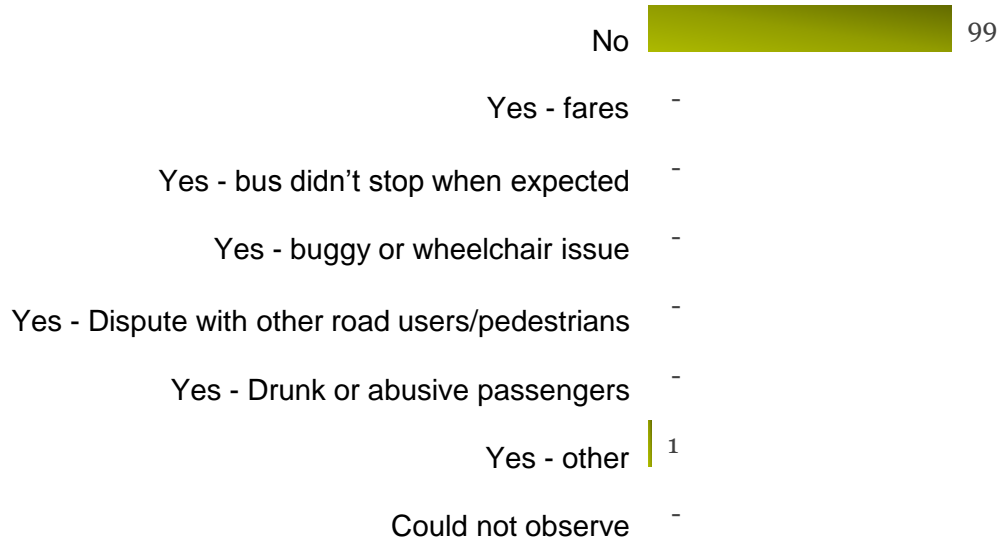 No 99
Yes - fares -
Yes - bus didn’t stop when expected -
Yes - buggy or wheelchair issue -
Yes - Dispute with other road users/pedestrians -
Yes - Drunk or abusive passengers -
Yes - other 1
Could not observe -